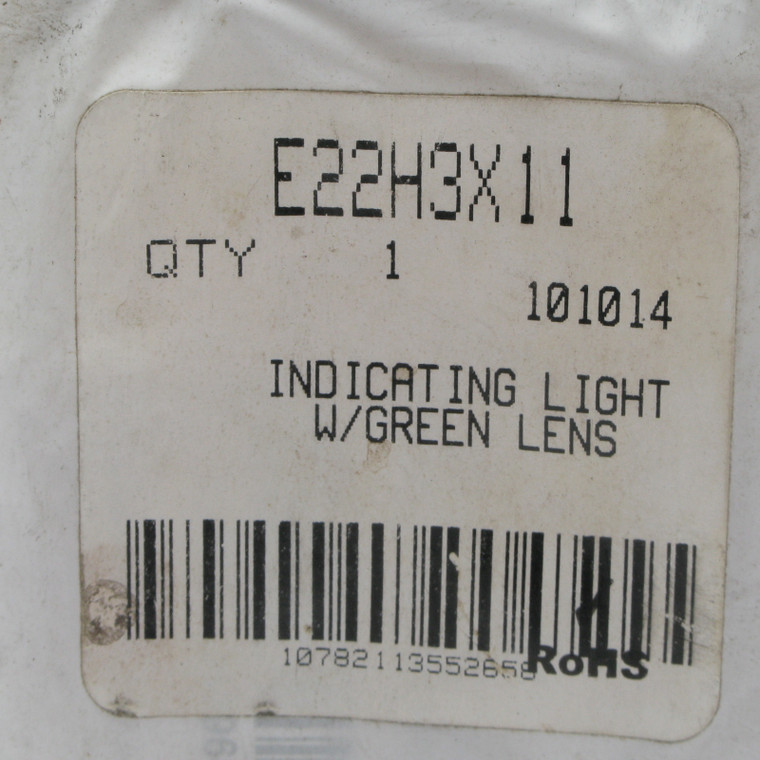 E22H3X11
QTY 1
101014
INDICATING LIGHT
W/GREEN LENS
10782113552658
RoHS